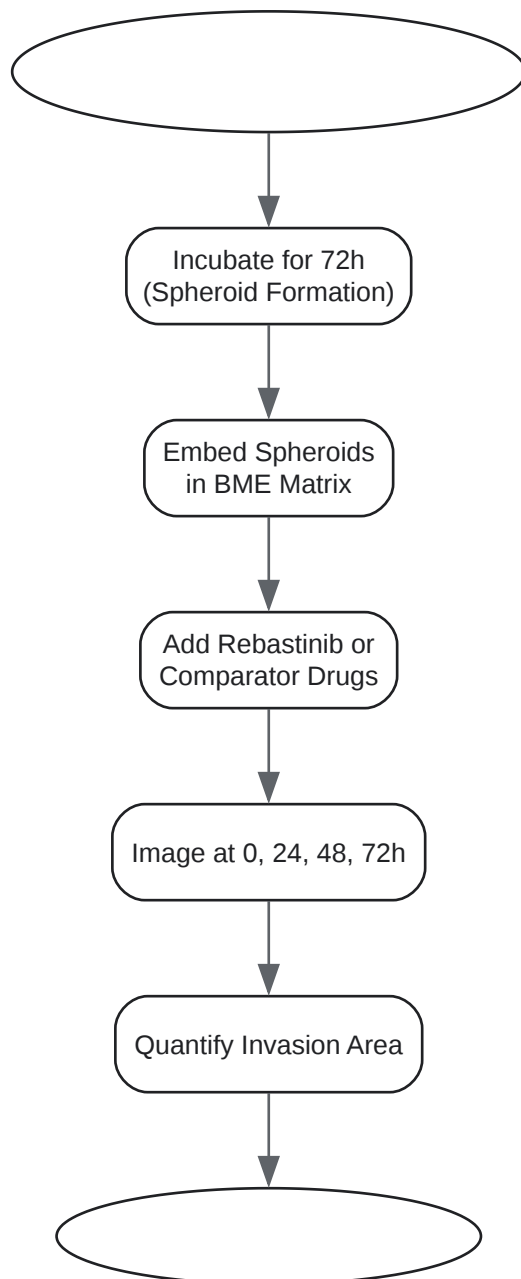 Incubate for 72h
(Spheroid Formation)
Embed Spheroids
in BME Matrix
Add Rebastinib or
Comparator Drugs
Image at 0, 24, 48, 72h
Quantify Invasion Area